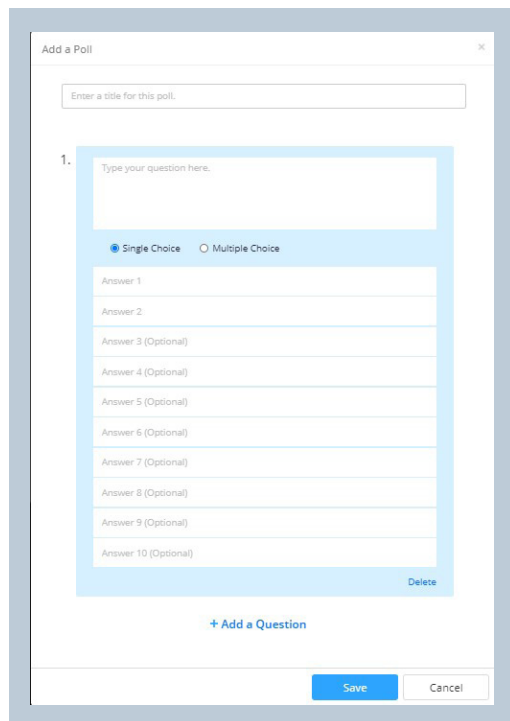 Add a Poll ×
Enter a title for this poll.
1.
Type your question here.
Single Choice Multiple Choice
Answer 1
Answer 2
Answer 3 (Optional)
Answer 4 (Optional)
Answer 5 (Optional)
Answer 6 (Optional)
Answer 7 (Optional)
Answer 8 (Optional)
Answer 9 (Optional)
Answer 10 (Optional)
Delete
+ Add a Question
Save Cancel